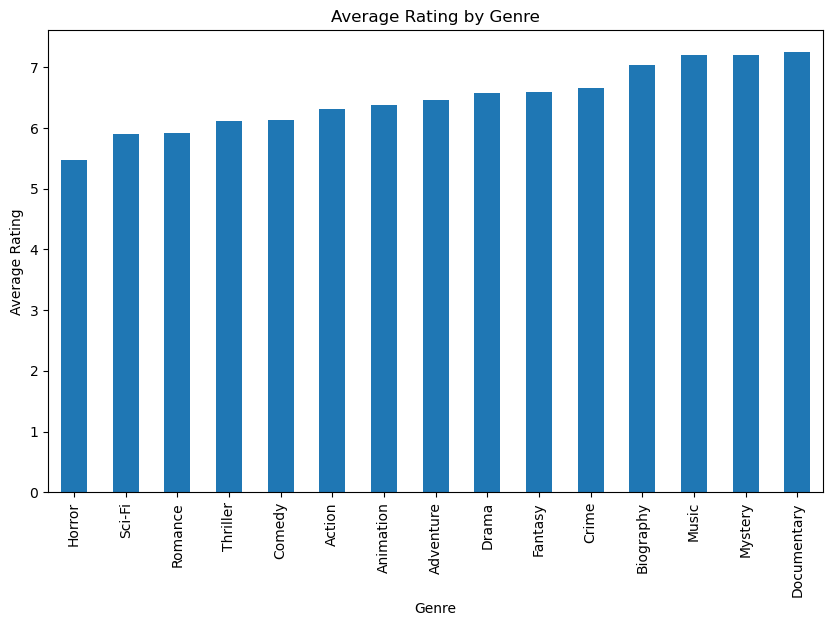 Average Rating by Genre
Average Rating
7
6
5
4
3
2
1
0
Horror
Sci-Fi
Romance
Thriller
Comedy
Action
Animation
Adventure
Drama
Fantasy
Crime
Biography
Music
Mystery
Documentary
Genre